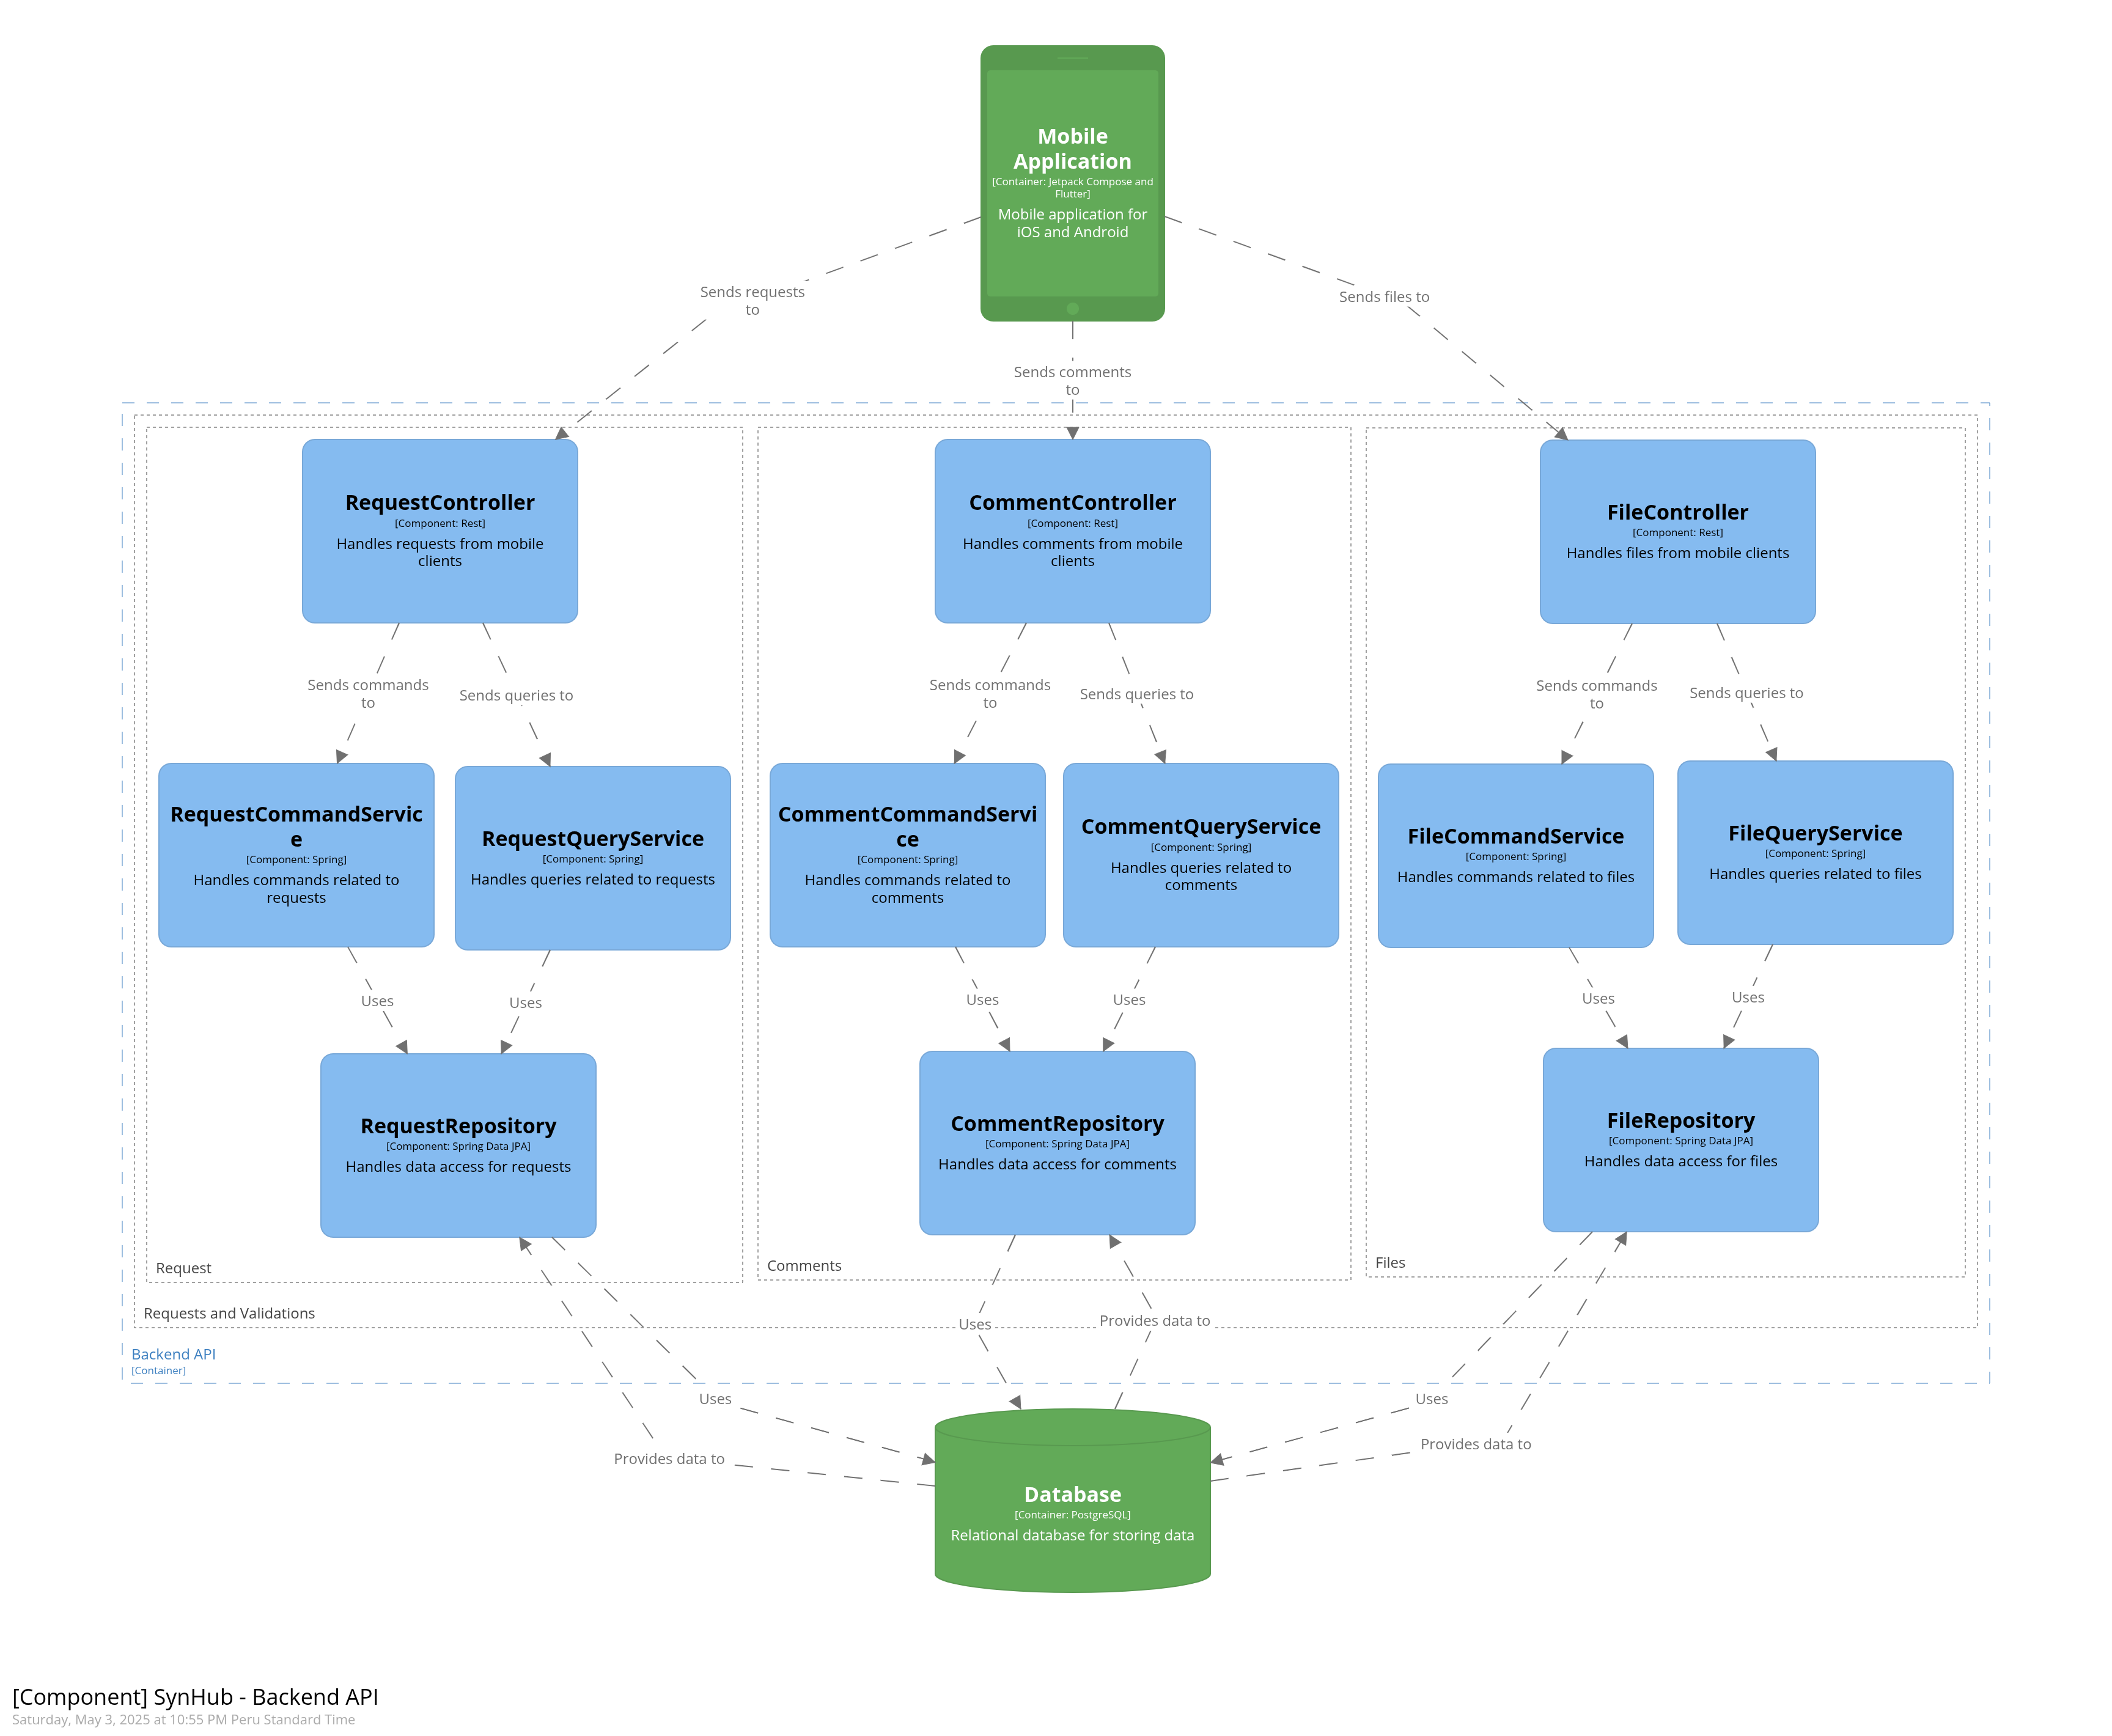 Mobile
Application
[Container: Jetpack Compose and
Flutter]
Mobile application for
iOS and Android
Sends requests
to
Sends comments
to
Sends files to
RequestController
[Component: Rest]
Handles requests from mobile
clients
CommentController
[Component: Rest]
Handles comments from mobile
clients
FileController
[Component: Rest]
Handles files from mobile clients
Sends commands
to
Sends queries to
Sends commands
to
Sends queries to
Sends commands
to
Sends queries to
RequestCommandServic
e
[Component: Spring]
Handles commands related to
requests
RequestQueryService
[Component: Spring]
Handles queries related to requests
CommentCommandServi
ce
[Component: Spring]
Handles commands related to
comments
CommentQueryService
[Component: Spring]
Handles queries related to
comments
FileCommandService
[Component: Spring]
Handles commands related to files
FileQueryService
[Component: Spring]
Handles queries related to files
Uses
Uses
Uses
Uses
Uses
Uses
RequestRepository
[Component: Spring Data JPA]
Handles data access for requests
CommentRepository
[Component: Spring Data JPA]
Handles data access for comments
FileRepository
[Component: Spring Data JPA]
Handles data access for files
Request
Comments
Files
Requests and Validations
Uses
Provides data to
Backend API
[Container]
Uses
Uses
Provides data to
Provides data to
Database
[Container: PostgreSQL]
Relational database for storing data
[Component] SynHub - Backend API
Saturday, May 3, 2025 at 10:55 PM Peru Standard Time